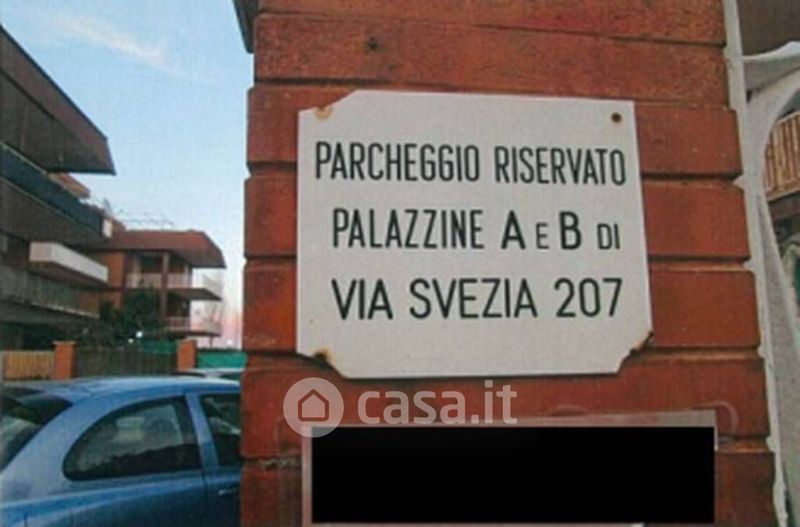 PARCHEGGIO RISERVATO
PALAZZINE A E B DI
VIA SVEZIA 207
casa.it